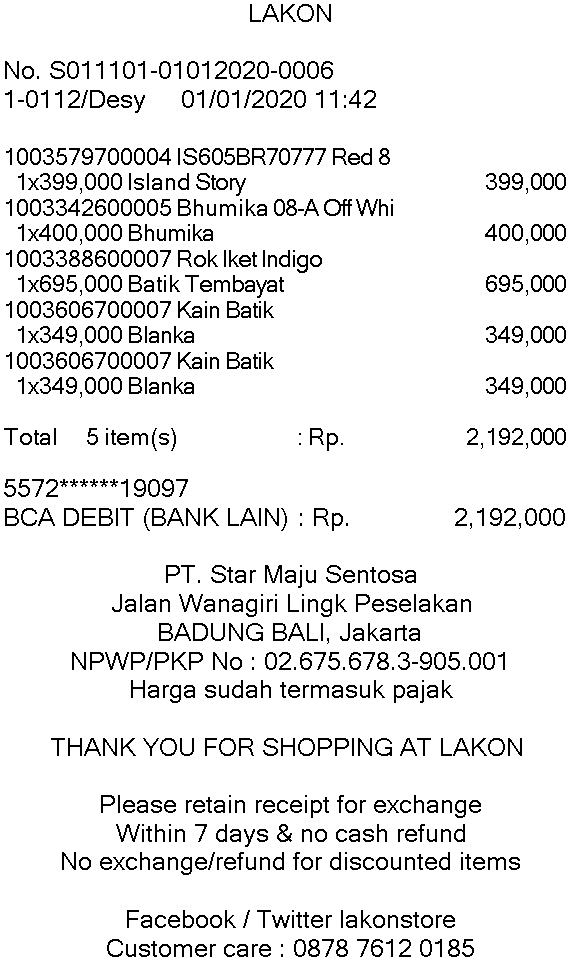 LAKON
No. S011101-01012020-0006
1-0112/Desy 01/01/2020 11:42
1003579700004 IS605BR70777 Red 8
1x399,000 Island Story 399,000
1003342600005 Bhumika 08-A Off Whi
1x400,000 Bhumika 400,000
1003388600007 Rok Iket Indigo
1x695,000 Batik Tembayat 695,000
1003606700007 Kain Batik
1x349,000 Blanka 349,000
1003606700007 Kain Batik
1x349,000 Blanka 349,000
Total 5 item(s) : Rp. 2,192,000
5572******19097
BCA DEBIT (BANK LAIN) : Rp. 2,192,000
PT. Star Maju Sentosa
Jalan Wanagiri Lingk Peselakan
BADUNG BALI, Jakarta
NPWP/PKP No : 02.675.678.3-905.001
Harga sudah termasuk pajak
THANK YOU FOR SHOPPING AT LAKON
Please retain receipt for exchange
Within 7 days & no cash refund
No exchange/refund for discounted items
Facebook / Twitter lakonstore
Customer care : 0878 7612 0185